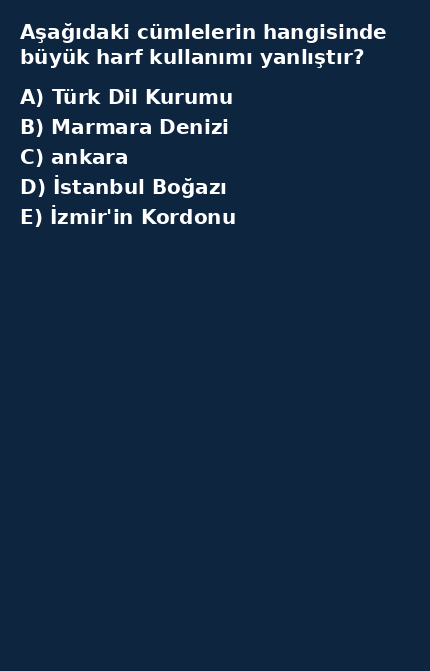 Aşağıdaki cümlelerin hangisinde
büyük harf kullanımı yanlıştır?
A) Türk Dil Kurumu
B) Marmara Denizi
C) ankara
D) İstanbul Boğazı
E) İzmir'in Kordonu